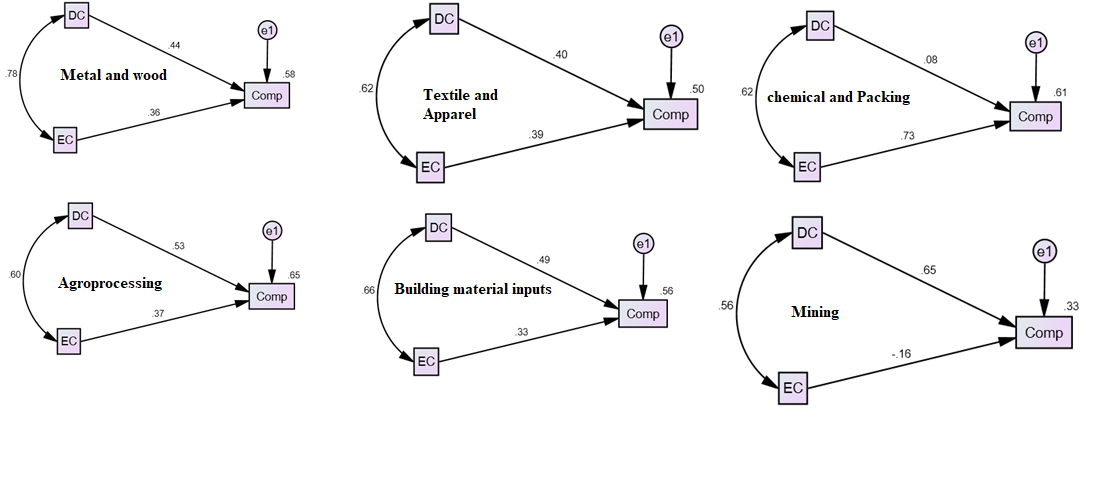 DC
e1
.44
.58
.78
Metal and wood
Comp
.36
EC
DC
e1
.40
.50
.62
Textile and
Apparel
Comp
.39
EC
DC
e1
.08
.61
.62
chemical and Packing
Comp
.73
EC
DC
e1
.53
.65
.60
Agroprocessing
Comp
.37
EC
DC
e1
.49
.56
.66
Building material inputs
Comp
.33
EC
DC
e1
.65
.33
.56
Mining
Comp
-.16
EC